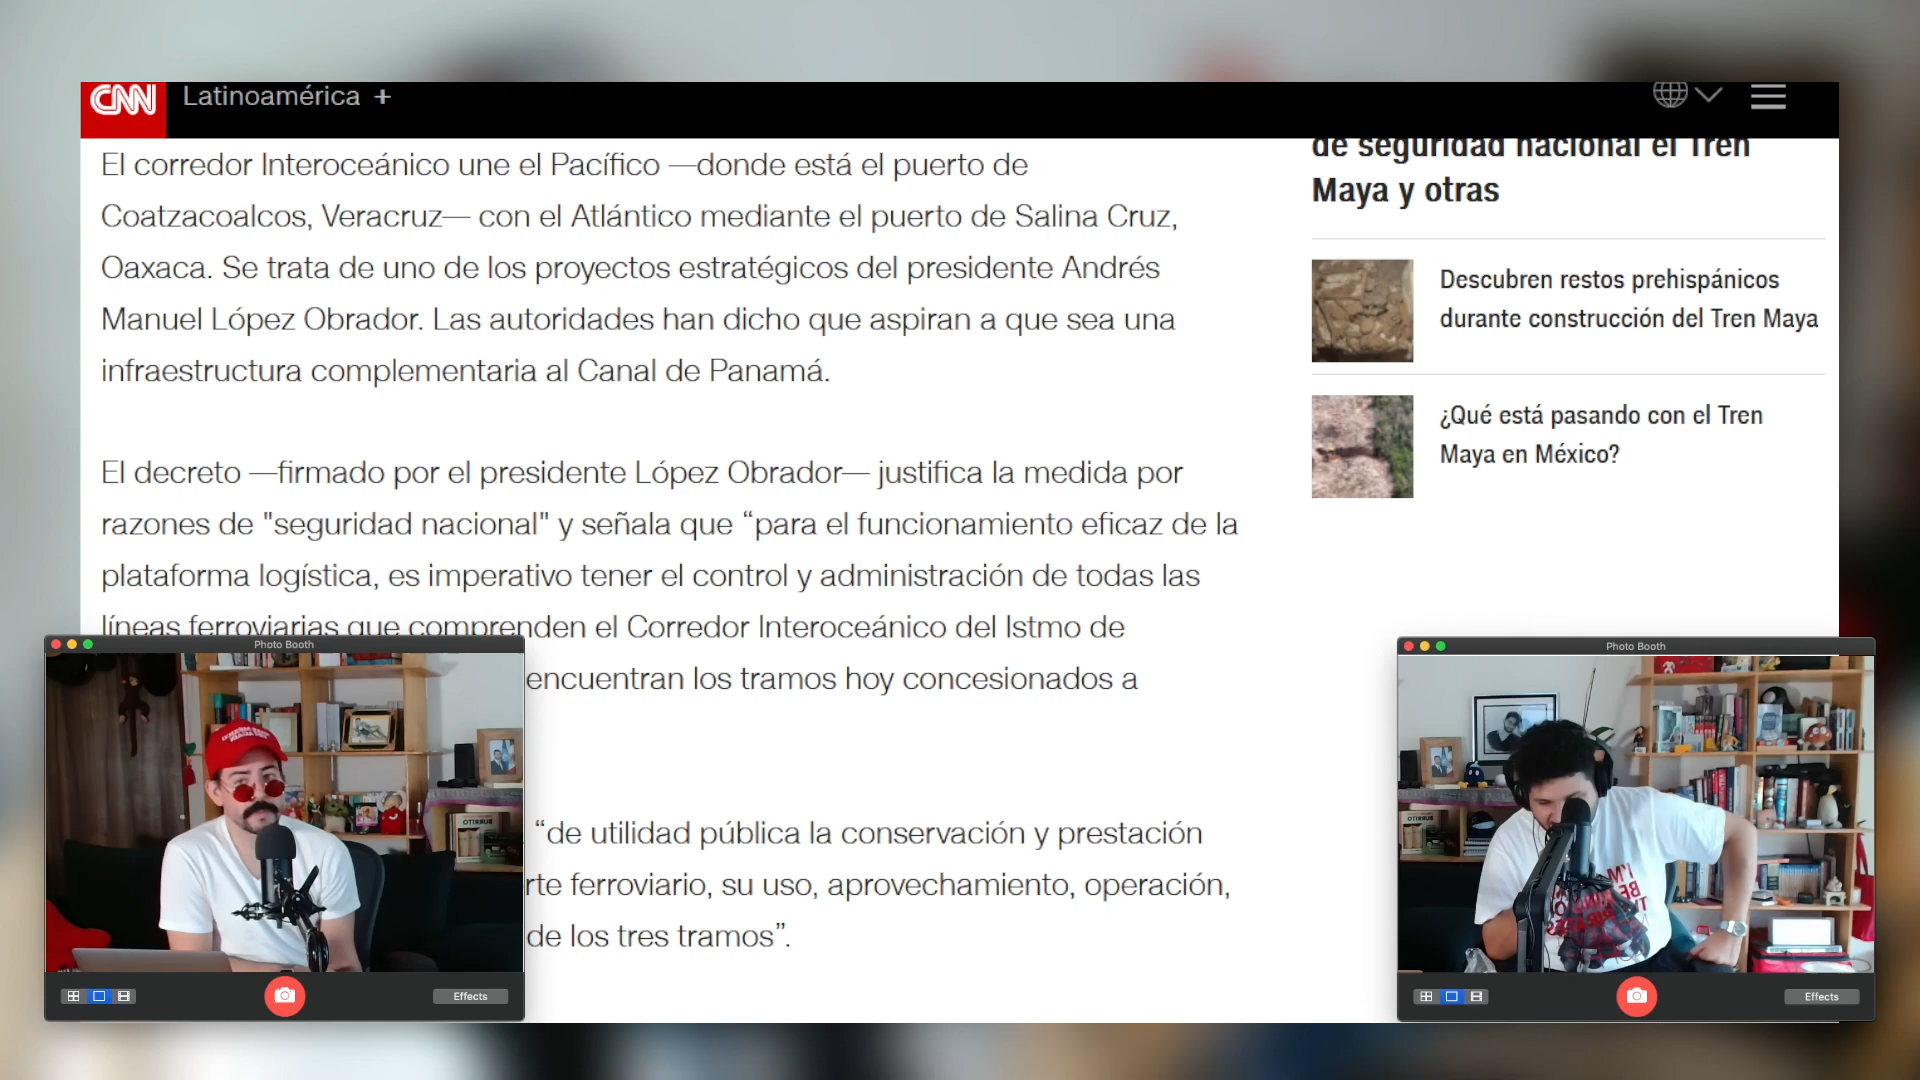 CNN
Latinoamérica +
El corredor Interoceánico une el Pacífico —donde está el puerto de
Coatzacoalcos, Veracruz— con el Atlántico mediante el puerto de Salina Cruz,
Oaxaca. Se trata de uno de los proyectos estratégicos del presidente Andrés
Manuel López Obrador. Las autoridades han dicho que aspiran a que sea una
infraestructura complementaria al Canal de Panamá.
El decreto —firmado por el presidente López Obrador— justifica la medida por
razones de "seguridad nacional" y señala que “para el funcionamiento eficaz de la
plataforma logística, es imperativo tener el control y administración de todas las
líneas ferroviarias que comprenden el Corredor Interoceánico del Istmo de
encuentran los tramos hoy concesionados a
“de utilidad pública la conservación y prestación
rte ferroviario, su uso, aprovechamiento, operación,
de los tres tramos”.
de seguridad nacional el Tren
Maya y otras
Descubren restos prehispánicos
durante construcción del Tren Maya
¿Qué está pasando con el Tren
Maya en México?
Photo Booth
Effects
Photo Booth
I'M
Effects